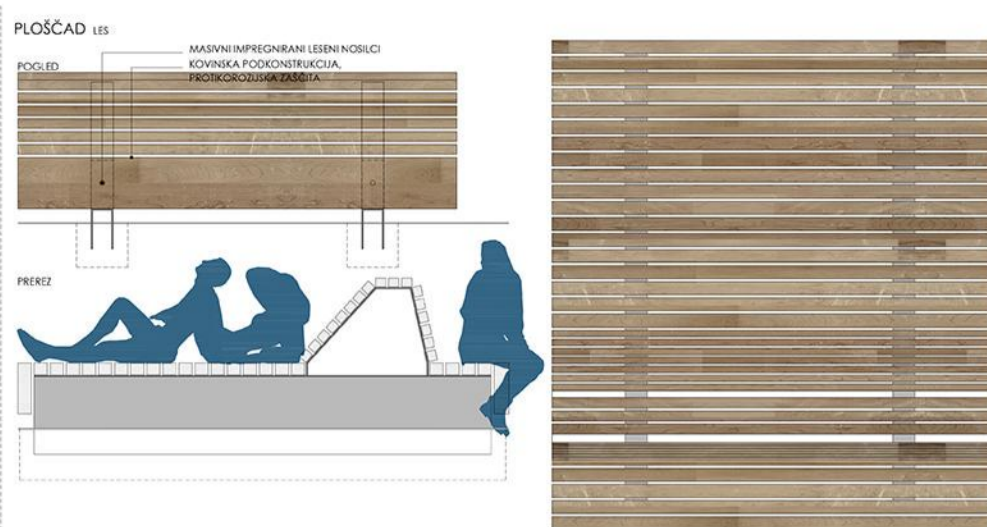 PLOŠČAD LES
MASIVNI IMPREGNIRANI LESENI NOSILCI
POGLED
KOVINSKA PODKONSTRUKCIJA,
PROTIKOROZIJSKA ZAŠČITA
PREREZ